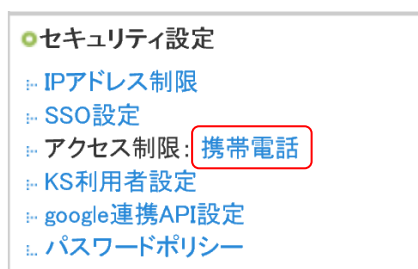 セキュリティ設定
IPアドレス制限
SSO設定
アクセス制限: 携帯電話
KS利用者設定
google連携API設定
パスワードポリシー